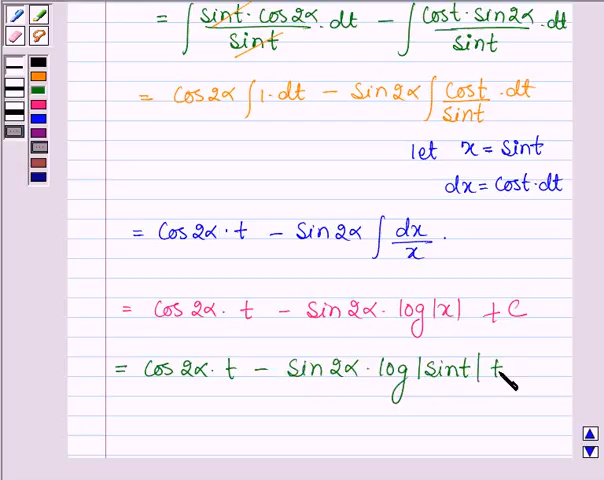 = ∫ sint · cos2α / sint · dt − ∫ cost · sin2α / sint · dt
= cos2α ∫ 1 · dt − sin2α ∫ cost / sint · dt
let x = sint
dx = cost · dt
= cos2α · t − sin2α ∫ dx / x .
= cos2α · t − sin2α · log |x| + C
= cos2α · t − sin2α · log |sint| +